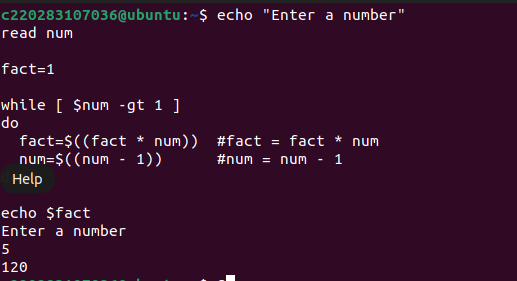 c220283107036@ubuntu:~$ echo "Enter a number"
read num

fact=1

while [ $num -gt 1 ]
do
  fact=$((fact * num))  #fact = fact * num
  num=$((num - 1))      #num = num - 1
Help

echo $fact
Enter a number
5
120